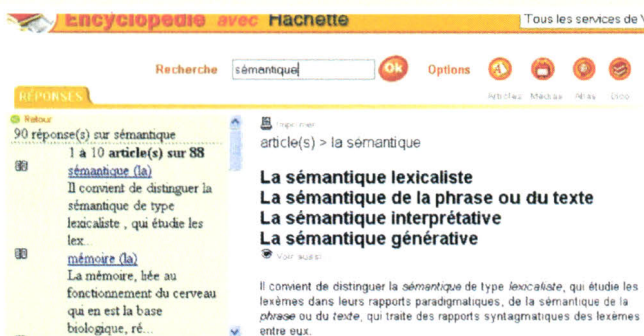 Encyclopédie avec Hachette
Tous les services de V
Recherche
sémantique
Ok
Options
Articles Médias Atlas Dico
RÉPONSES
Retour
90 réponse(s) sur sémantique
1 à 10 article(s) sur 88
sémantique (la)
Il convient de distinguer la
sémantique de type
lexicaliste , qui étudie les
lex...
mémoire (la)
La mémoire, liée au
fonctionnement du cerveau
qui en est la base
biologique, ré...
Imprimer
article(s) > la sémantique
La sémantique lexicaliste
La sémantique de la phrase ou du texte
La sémantique interprétative
La sémantique générative
Voir aussi
Il convient de distinguer la sémantique de type lexicaliste, qui étudie les
lexèmes dans leurs rapports paradigmatiques, de la sémantique de la
phrase ou du texte, qui traite des rapports syntagmatiques des lexèmes
entre eux.